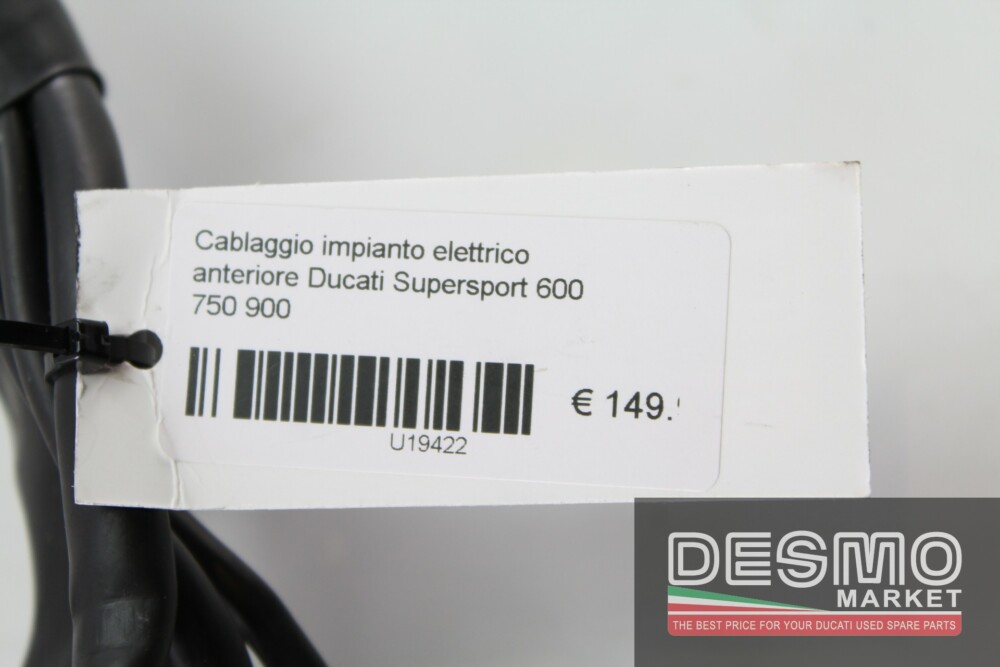 Cablaggio impianto elettrico
anteriore Ducati Supersport 600
750 900
€ 149.
U19422
DESMO
MARKET
THE BEST PRICE FOR YOUR DUCATI USED SPARE PARTS